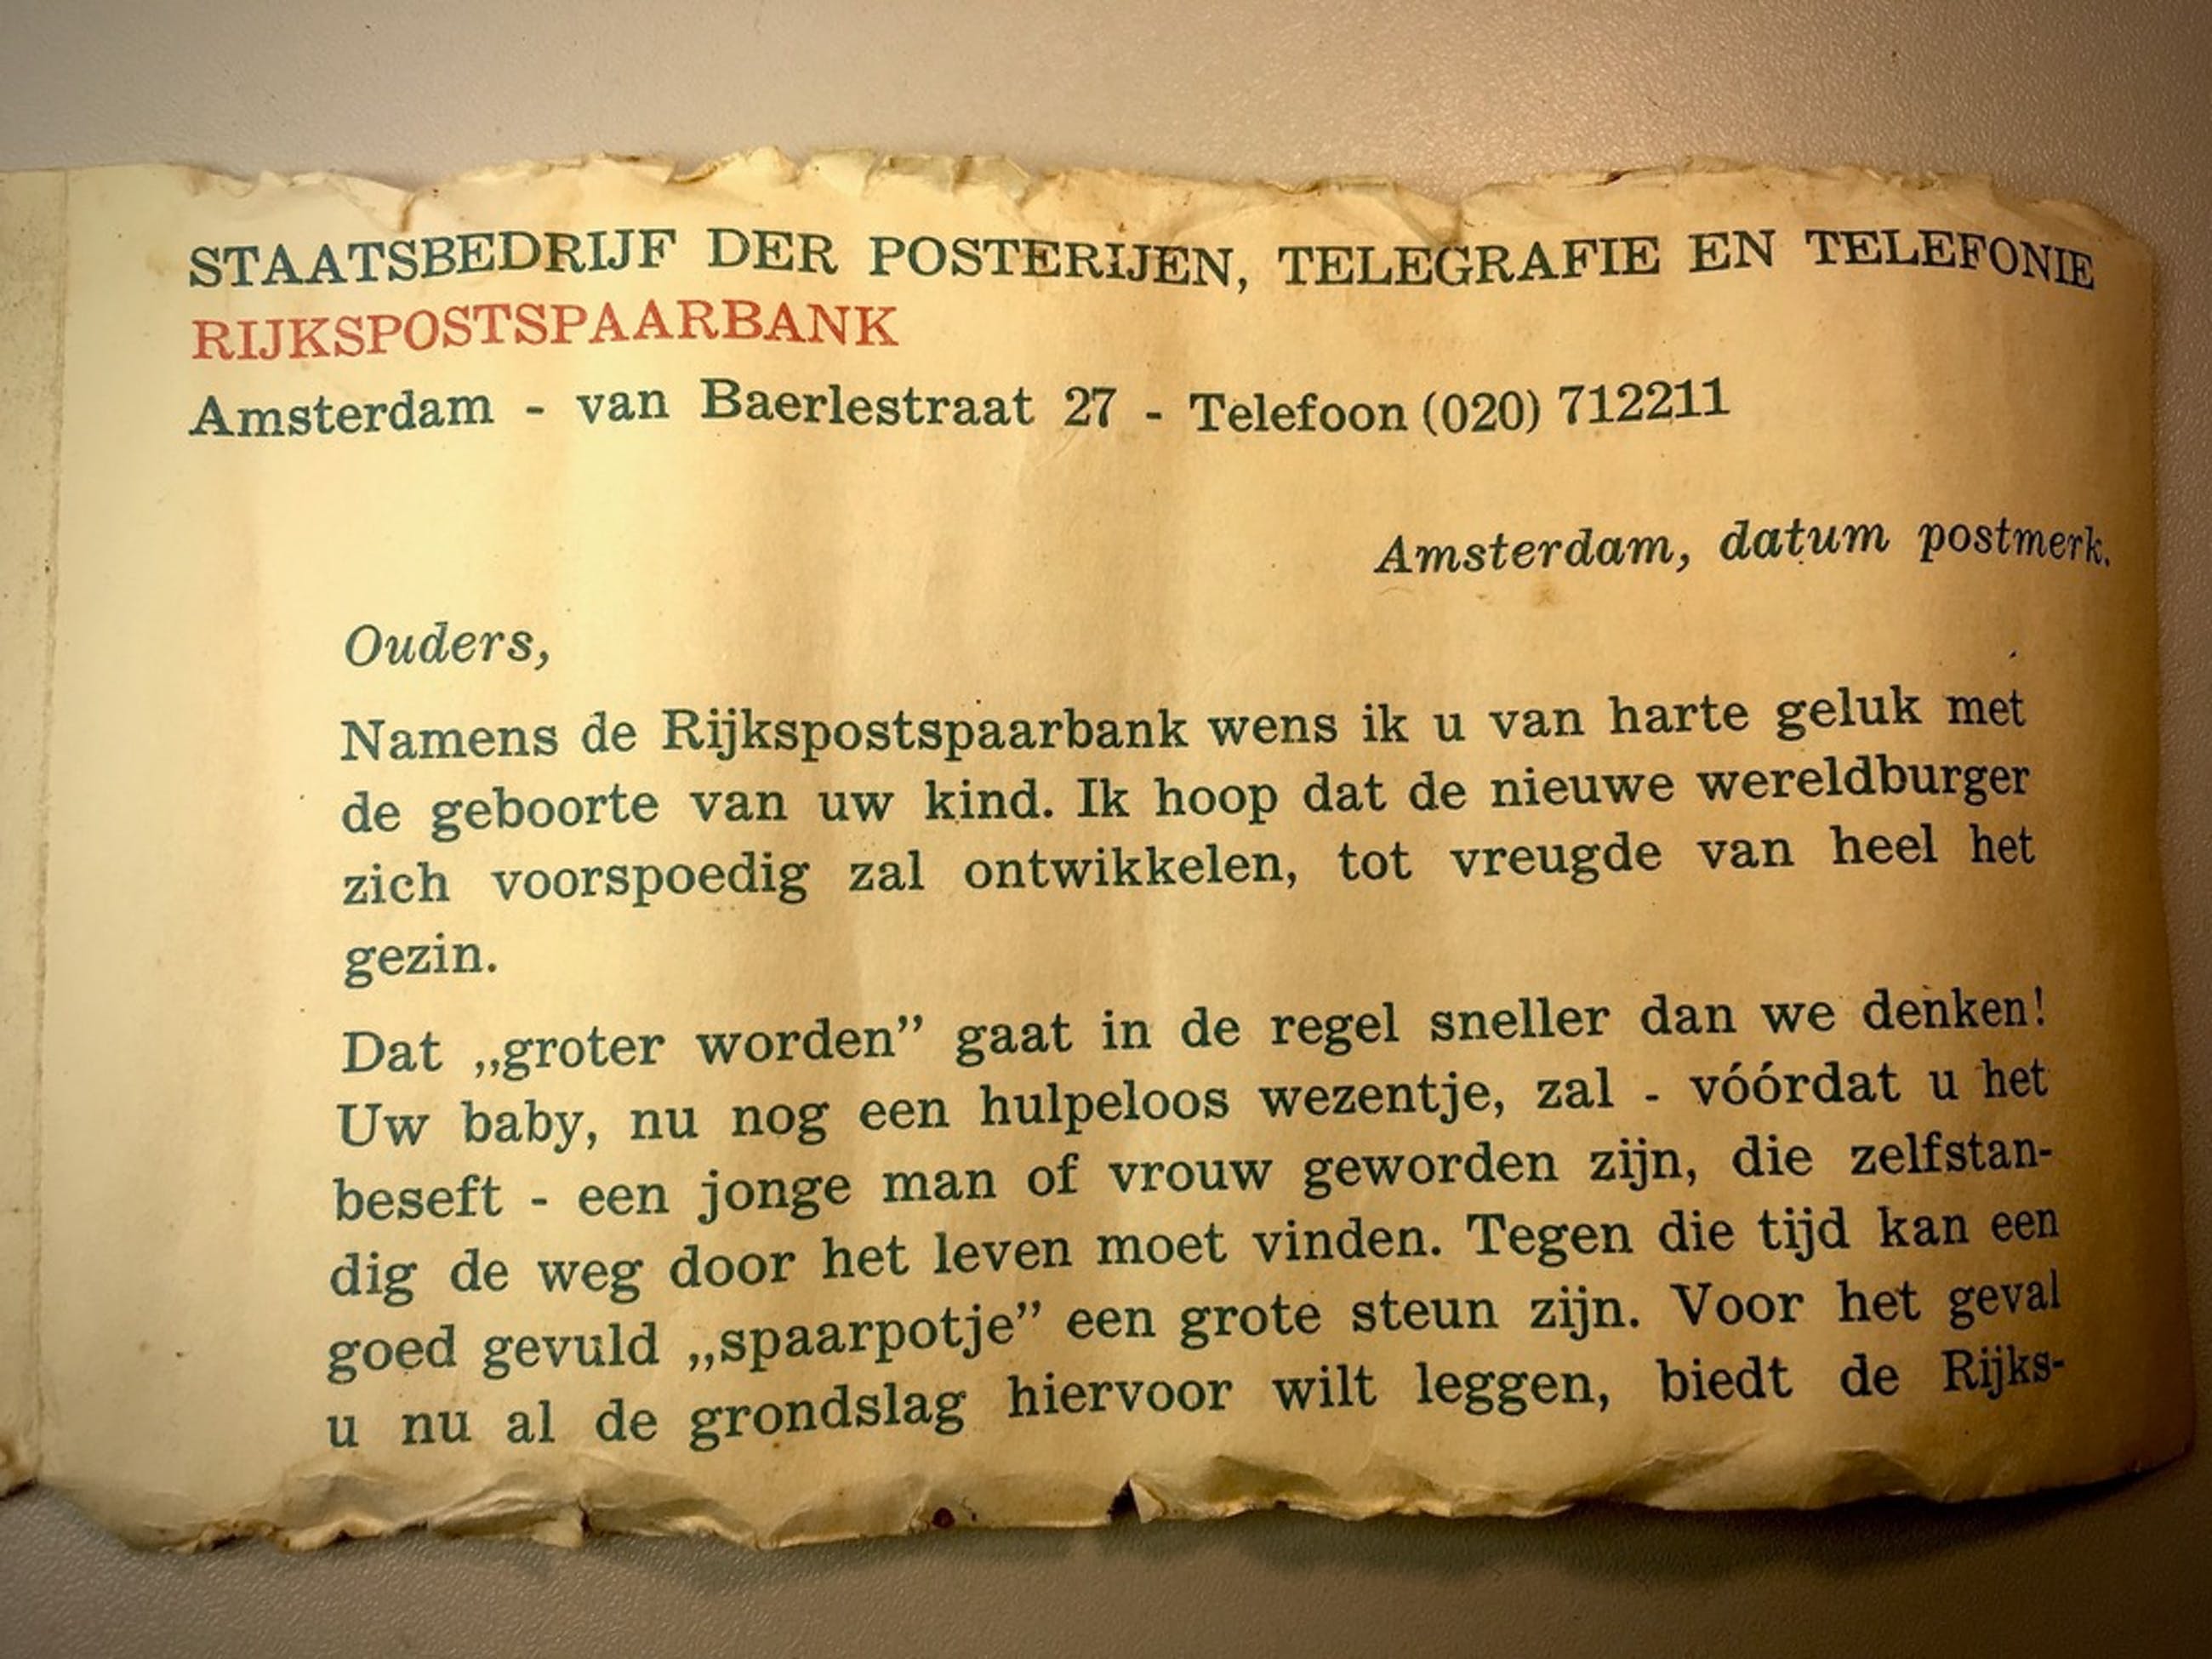 STAATSBEDRIJF DER POSTERIJEN, TELEGRAFIE EN TELEFONIE
RIJKSPOSTSPAARBANK
Amsterdam - van Baerlestraat 27 - Telefoon (020) 712211
Amsterdam, datum postmerk.
Ouders,
Namens de Rijkspostspaarbank wens ik u van harte geluk met
de geboorte van uw kind. Ik hoop dat de nieuwe wereldburger
zich voorspoedig zal ontwikkelen, tot vreugde van heel het
gezin.
Dat „groter worden” gaat in de regel sneller dan we denken!
Uw baby, nu nog een hulpeloos wezentje, zal - vóórdat u het
beseft - een jonge man of vrouw geworden zijn, die zelfstan-
dig de weg door het leven moet vinden. Tegen die tijd kan een
goed gevuld „spaarpotje” een grote steun zijn. Voor het geval
u nu al de grondslag hiervoor wilt leggen, biedt de Rijks-